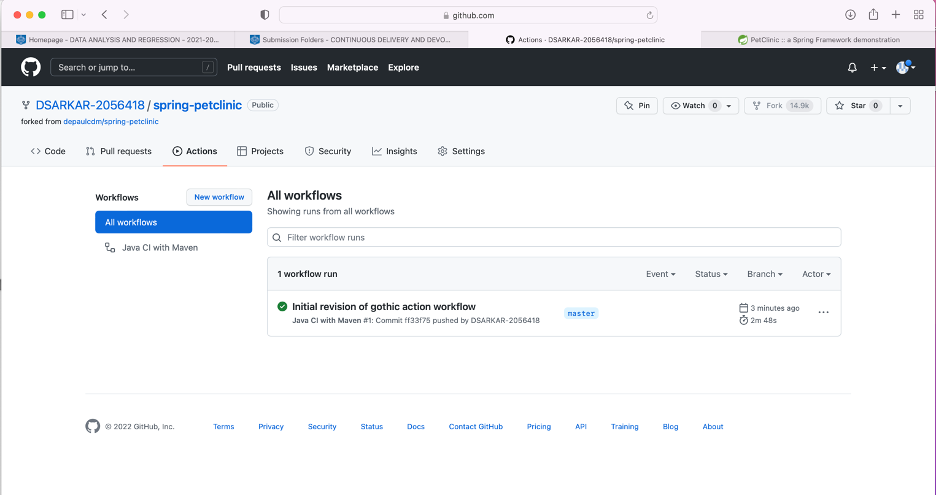 github.com
Homepage - DATA ANALYSIS AND REGRESSION - 2021-20...
Submission Folders - CONTINUOUS DELIVERY AND DEVO...
Actions · DSARKAR-2056418/spring-petclinic
PetClinic :: a Spring Framework demonstration
Search or jump to...
/
Pull requests
Issues
Marketplace
Explore
DSARKAR-2056418 / spring-petclinic
Public
Pin
Watch 0
Fork 14.9k
Star 0
forked from depaulcdm/spring-petclinic
Code
Pull requests
Actions
Projects
Security
Insights
Settings
Workflows
New workflow
All workflows
Java CI with Maven
All workflows
Showing runs from all workflows
Filter workflow runs
1 workflow run
Event
Status
Branch
Actor
Initial revision of gothic action workflow
Java CI with Maven #1: Commit ff33f75 pushed by DSARKAR-2056418
master
3 minutes ago
2m 48s
© 2022 GitHub, Inc.
Terms
Privacy
Security
Status
Docs
Contact GitHub
Pricing
API
Training
Blog
About